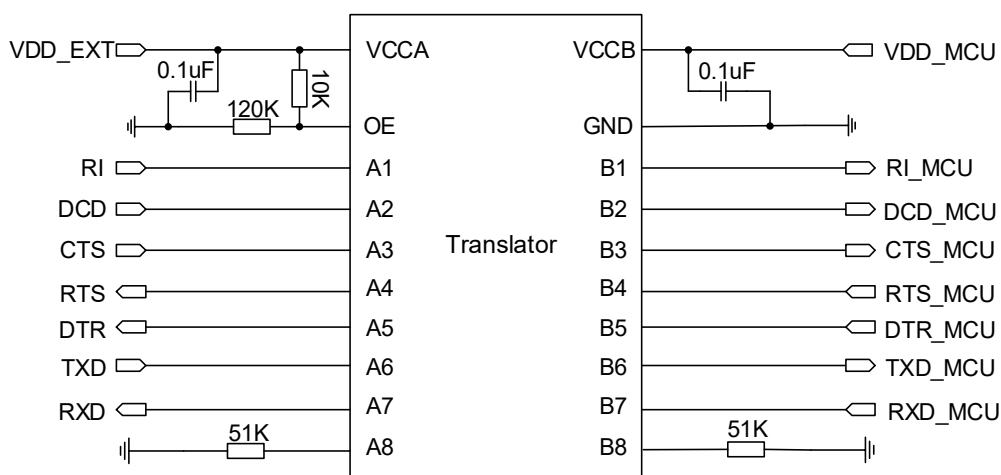 VDD_EXT VCCA VCCB VDD_MCU
0.1uF 10K 0.1uF
120K OE GND
RI A1 B1 RI_MCU
DCD A2 B2 DCD_MCU
CTS A3 Translator B3 CTS_MCU
RTS A4 B4 RTS_MCU
DTR A5 B5 DTR_MCU
TXD A6 B6 TXD_MCU
RXD A7 B7 RXD_MCU
51K A8 B8 51K